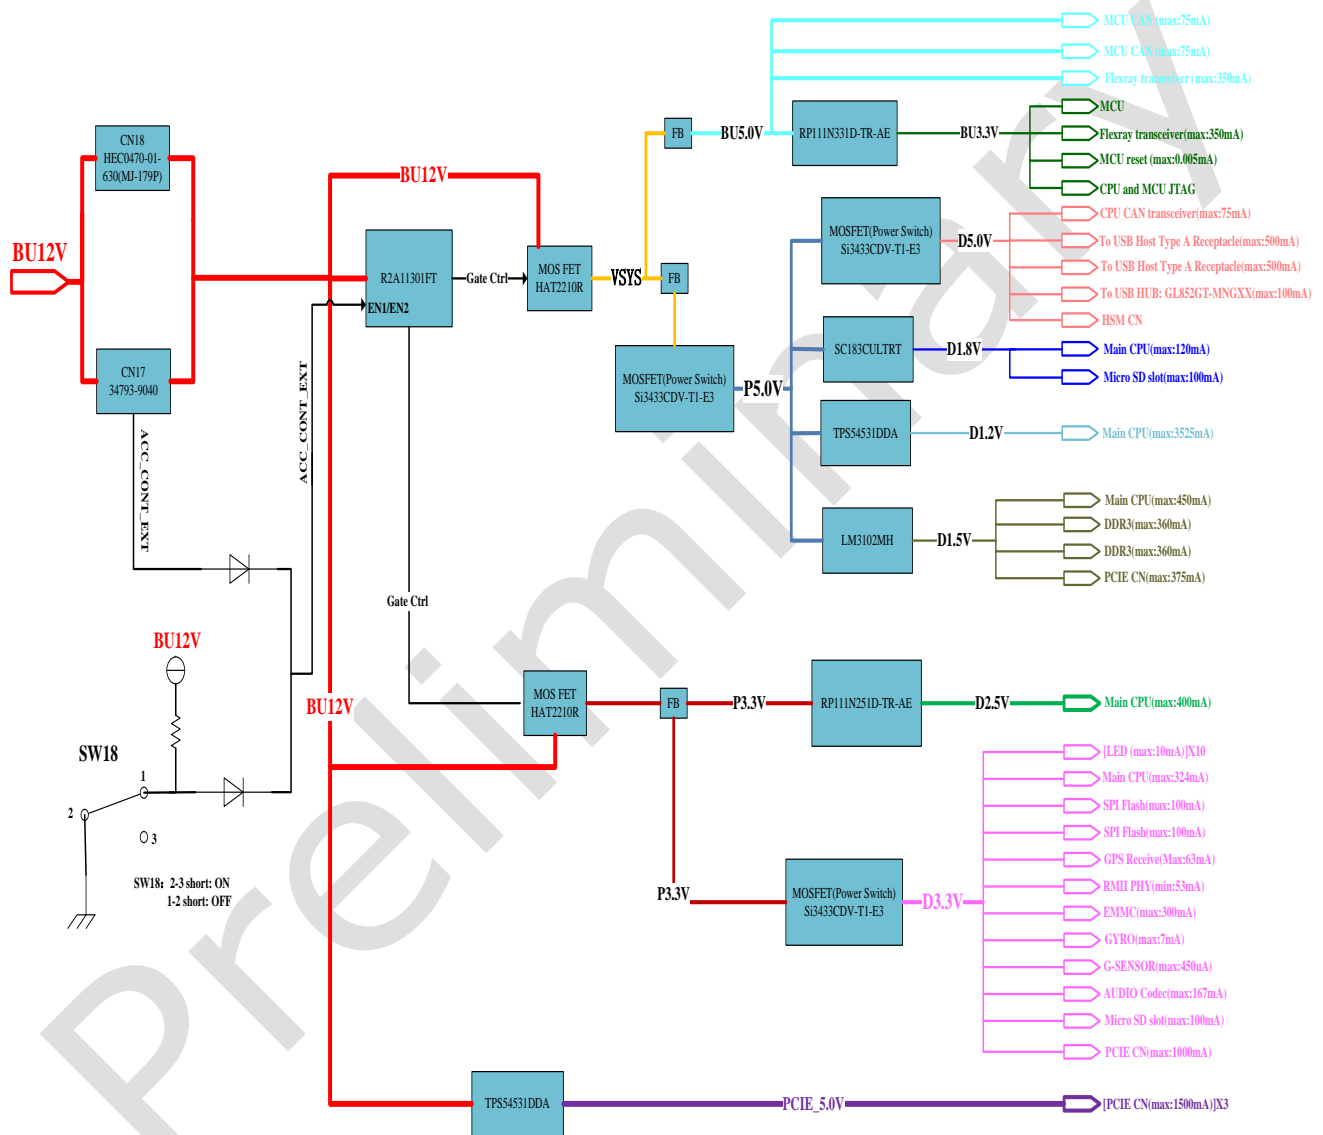 MCU CAN (max:75mA)
MCU CAN (max:75mA)
Flexray transceiver (max:350mA)
CN18
HEC0470-01-
630(MJ-179P)
FB
BU5.0V
RP111N331D-TR-AE
BU3.3V
MCU
Flexray transceiver(max:350mA)
MCU reset (max:0.005mA)
CPU and MCU JTAG
BU12V
BU12V
R2A11301FT
EN1/EN2
Gate Ctrl
MOS FET
HAT2210R
VSYS
FB
MOSFET(Power Switch)
Si3433CDV-T1-E3
D5.0V
CPU CAN transceiver(max:75mA)
To USB Host Type A Receptacle(max:500mA)
To USB Host Type A Receptacle(max:500mA)
To USB HUB: GL852GT-MNGXX(max:100mA)
HSM CN
CN17
34793-9040
MOSFET(Power Switch)
Si3433CDV-T1-E3
P5.0V
SC183CULTRT
D1.8V
Main CPU(max:120mA)
Micro SD slot(max:100mA)
ACC_CONT_EXT
ACC_CONT_EXT
TPS54531DDA
D1.2V
Main CPU(max:3525mA)
LM3102MH
D1.5V
Main CPU(max:450mA)
DDR3(max:360mA)
DDR3(max:360mA)
PCIE CN(max:375mA)
Gate Ctrl
BU12V
BU12V
MOS FET
HAT2210R
FB
P3.3V
RP111N251D-TR-AE
D2.5V
Main CPU(max:400mA)
SW18
1
2
3
SW18: 2-3 short: ON
1-2 short: OFF
P3.3V
MOSFET(Power Switch)
Si3433CDV-T1-E3
D3.3V
[LED (max:10mA)]X10
Main CPU(max:324mA)
SPI Flash(max:100mA)
SPI Flash(max:100mA)
GPS Receive(Max:63mA)
RMII PHY(min:53mA)
EMMC(max:300mA)
GYRO(max:7mA)
G-SENSOR(max:450uA)
AUDIO Codec(max:167mA)
Micro SD slot(max:100mA)
PCIE CN(max:1000mA)
TPS54531DDA
PCIE_5.0V
[PCIE CN(max:1500mA)]X3
Preliminary